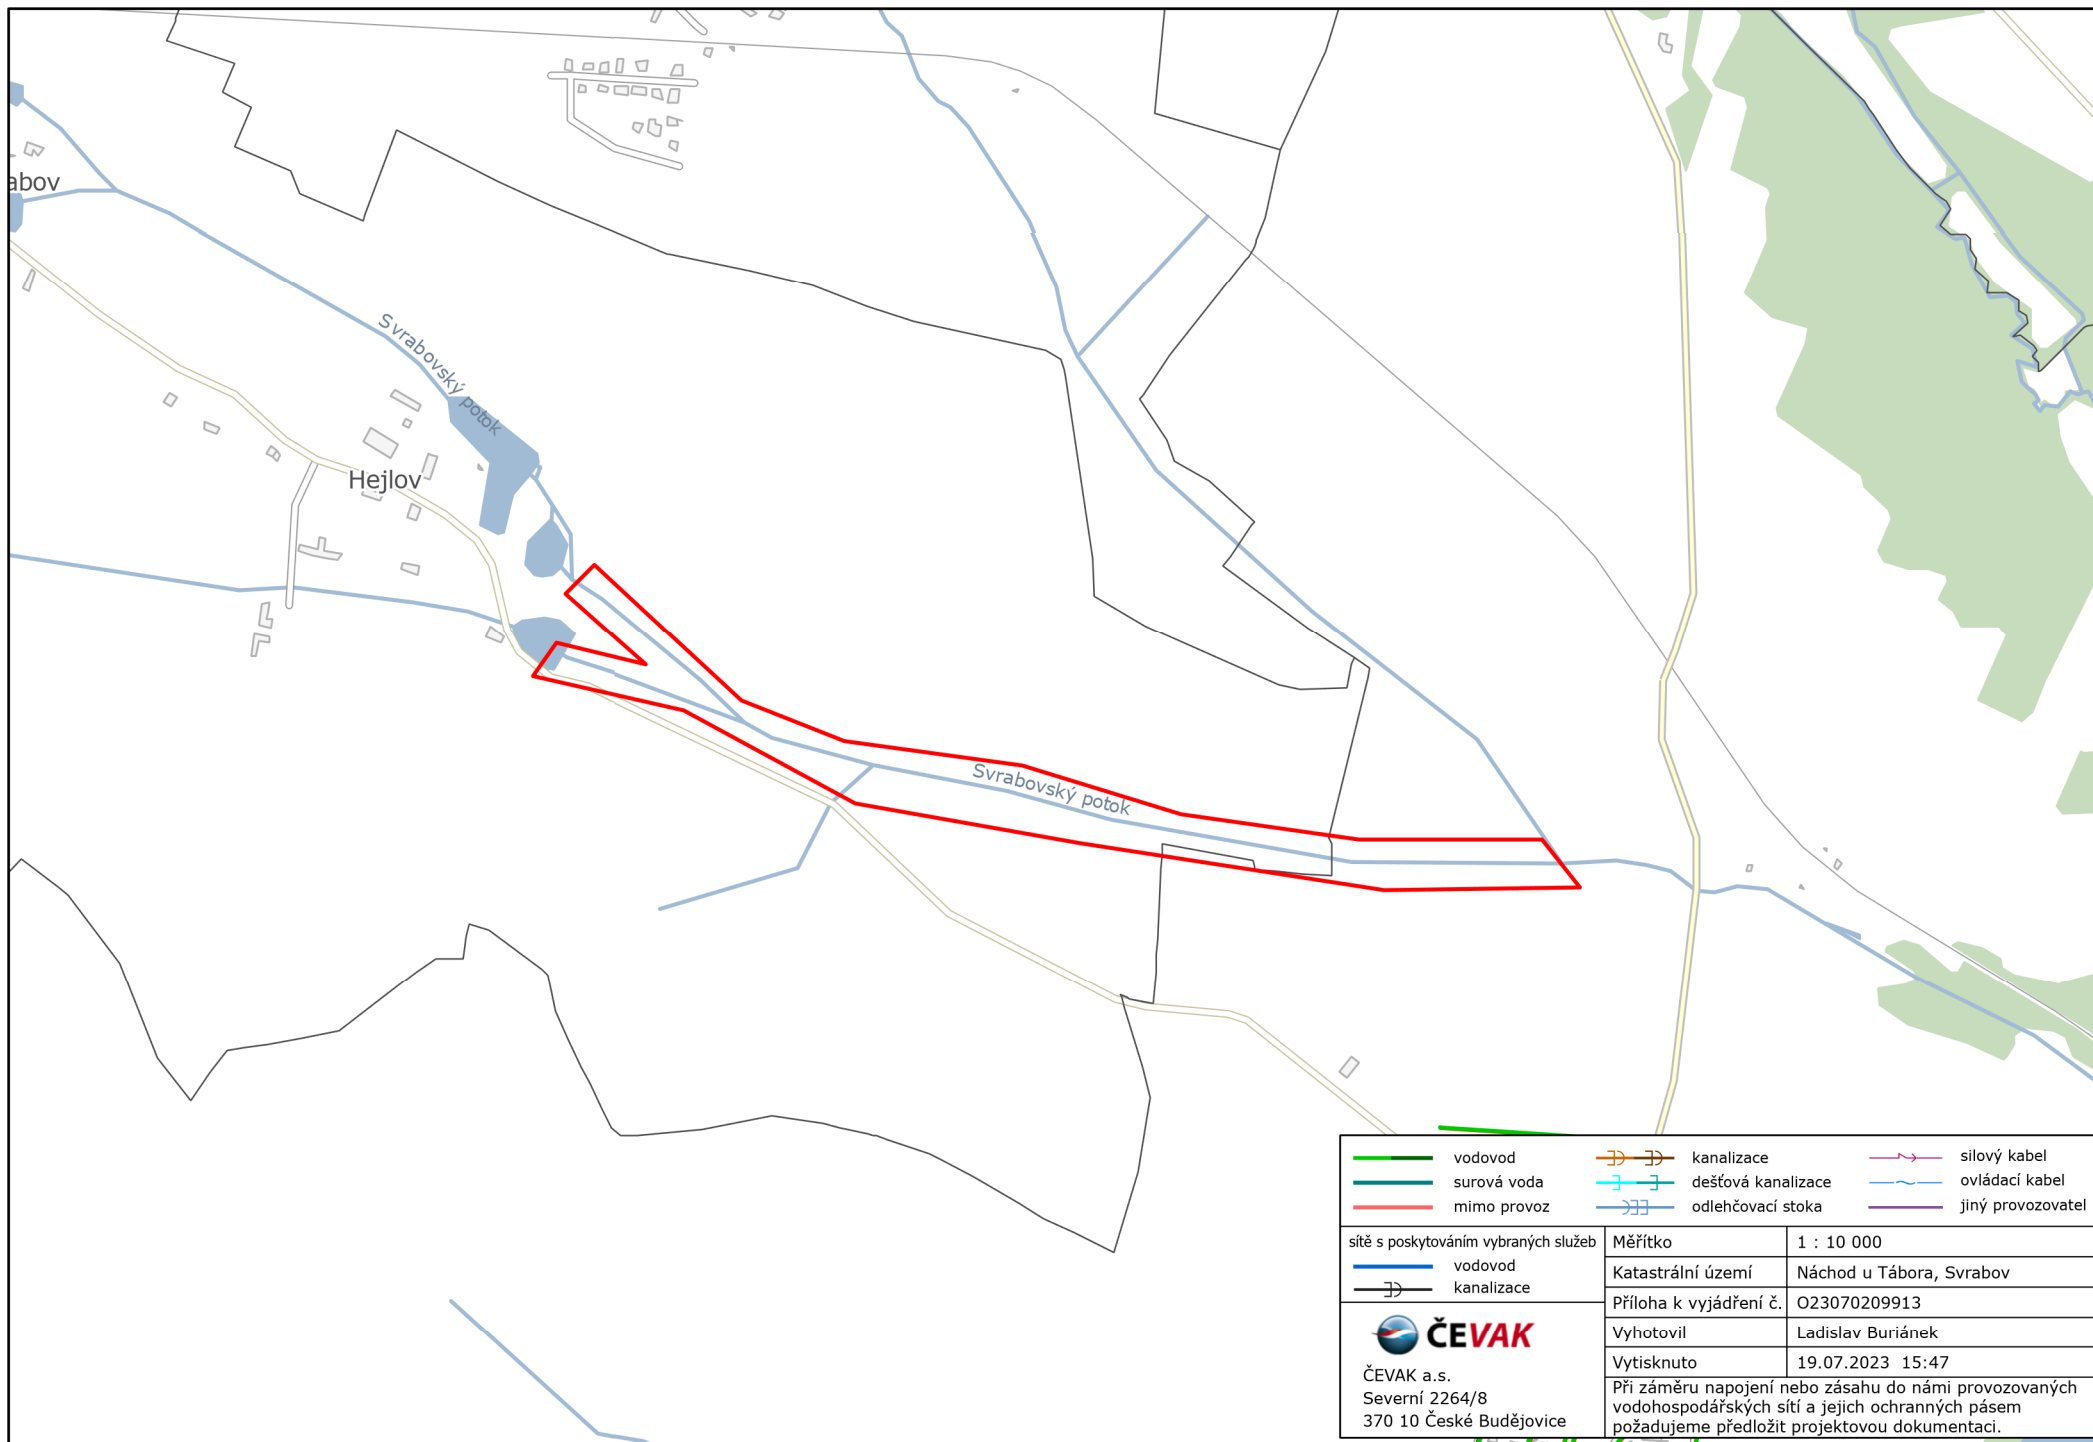 abov
Svrabovský potok
Hejlov
Svrabovský potok
vodovod
surová voda
mimo provoz
kanalizace
dešťová kanalizace
odlehčovací stoka
silový kabel
ovládací kabel
jiný provozovatel
sítě s poskytováním vybraných služeb
vodovod
kanalizace
ČEVAK
ČEVAK a.s.
Severní 2264/8
370 10 České Budějovice
Měřítko 1 : 10 000
Katastrální území Náchod u Tábora, Svrabov
Příloha k vyjádření č. O23070209913
Vyhotovil Ladislav Buriánek
Vytisknuto 19.07.2023 15:47
Při záměru napojení nebo zásahu do námi provozovaných
vodohospodářských sítí a jejich ochranných pásem
požadujeme předložit projektovou dokumentaci.